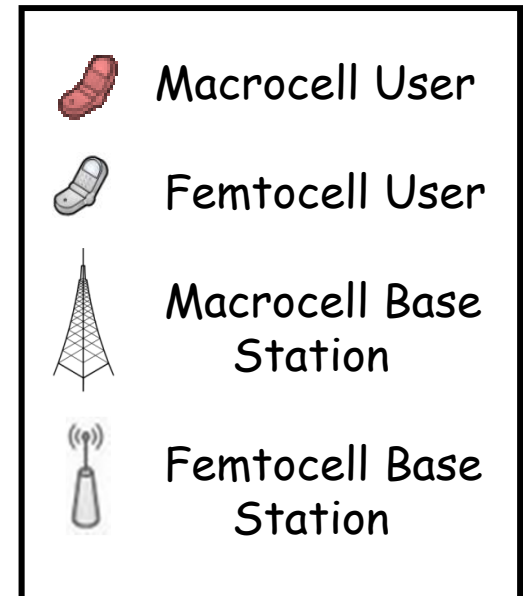 Macrocell User
Femtocell User
Macrocell Base
Station
Femtocell Base
Station